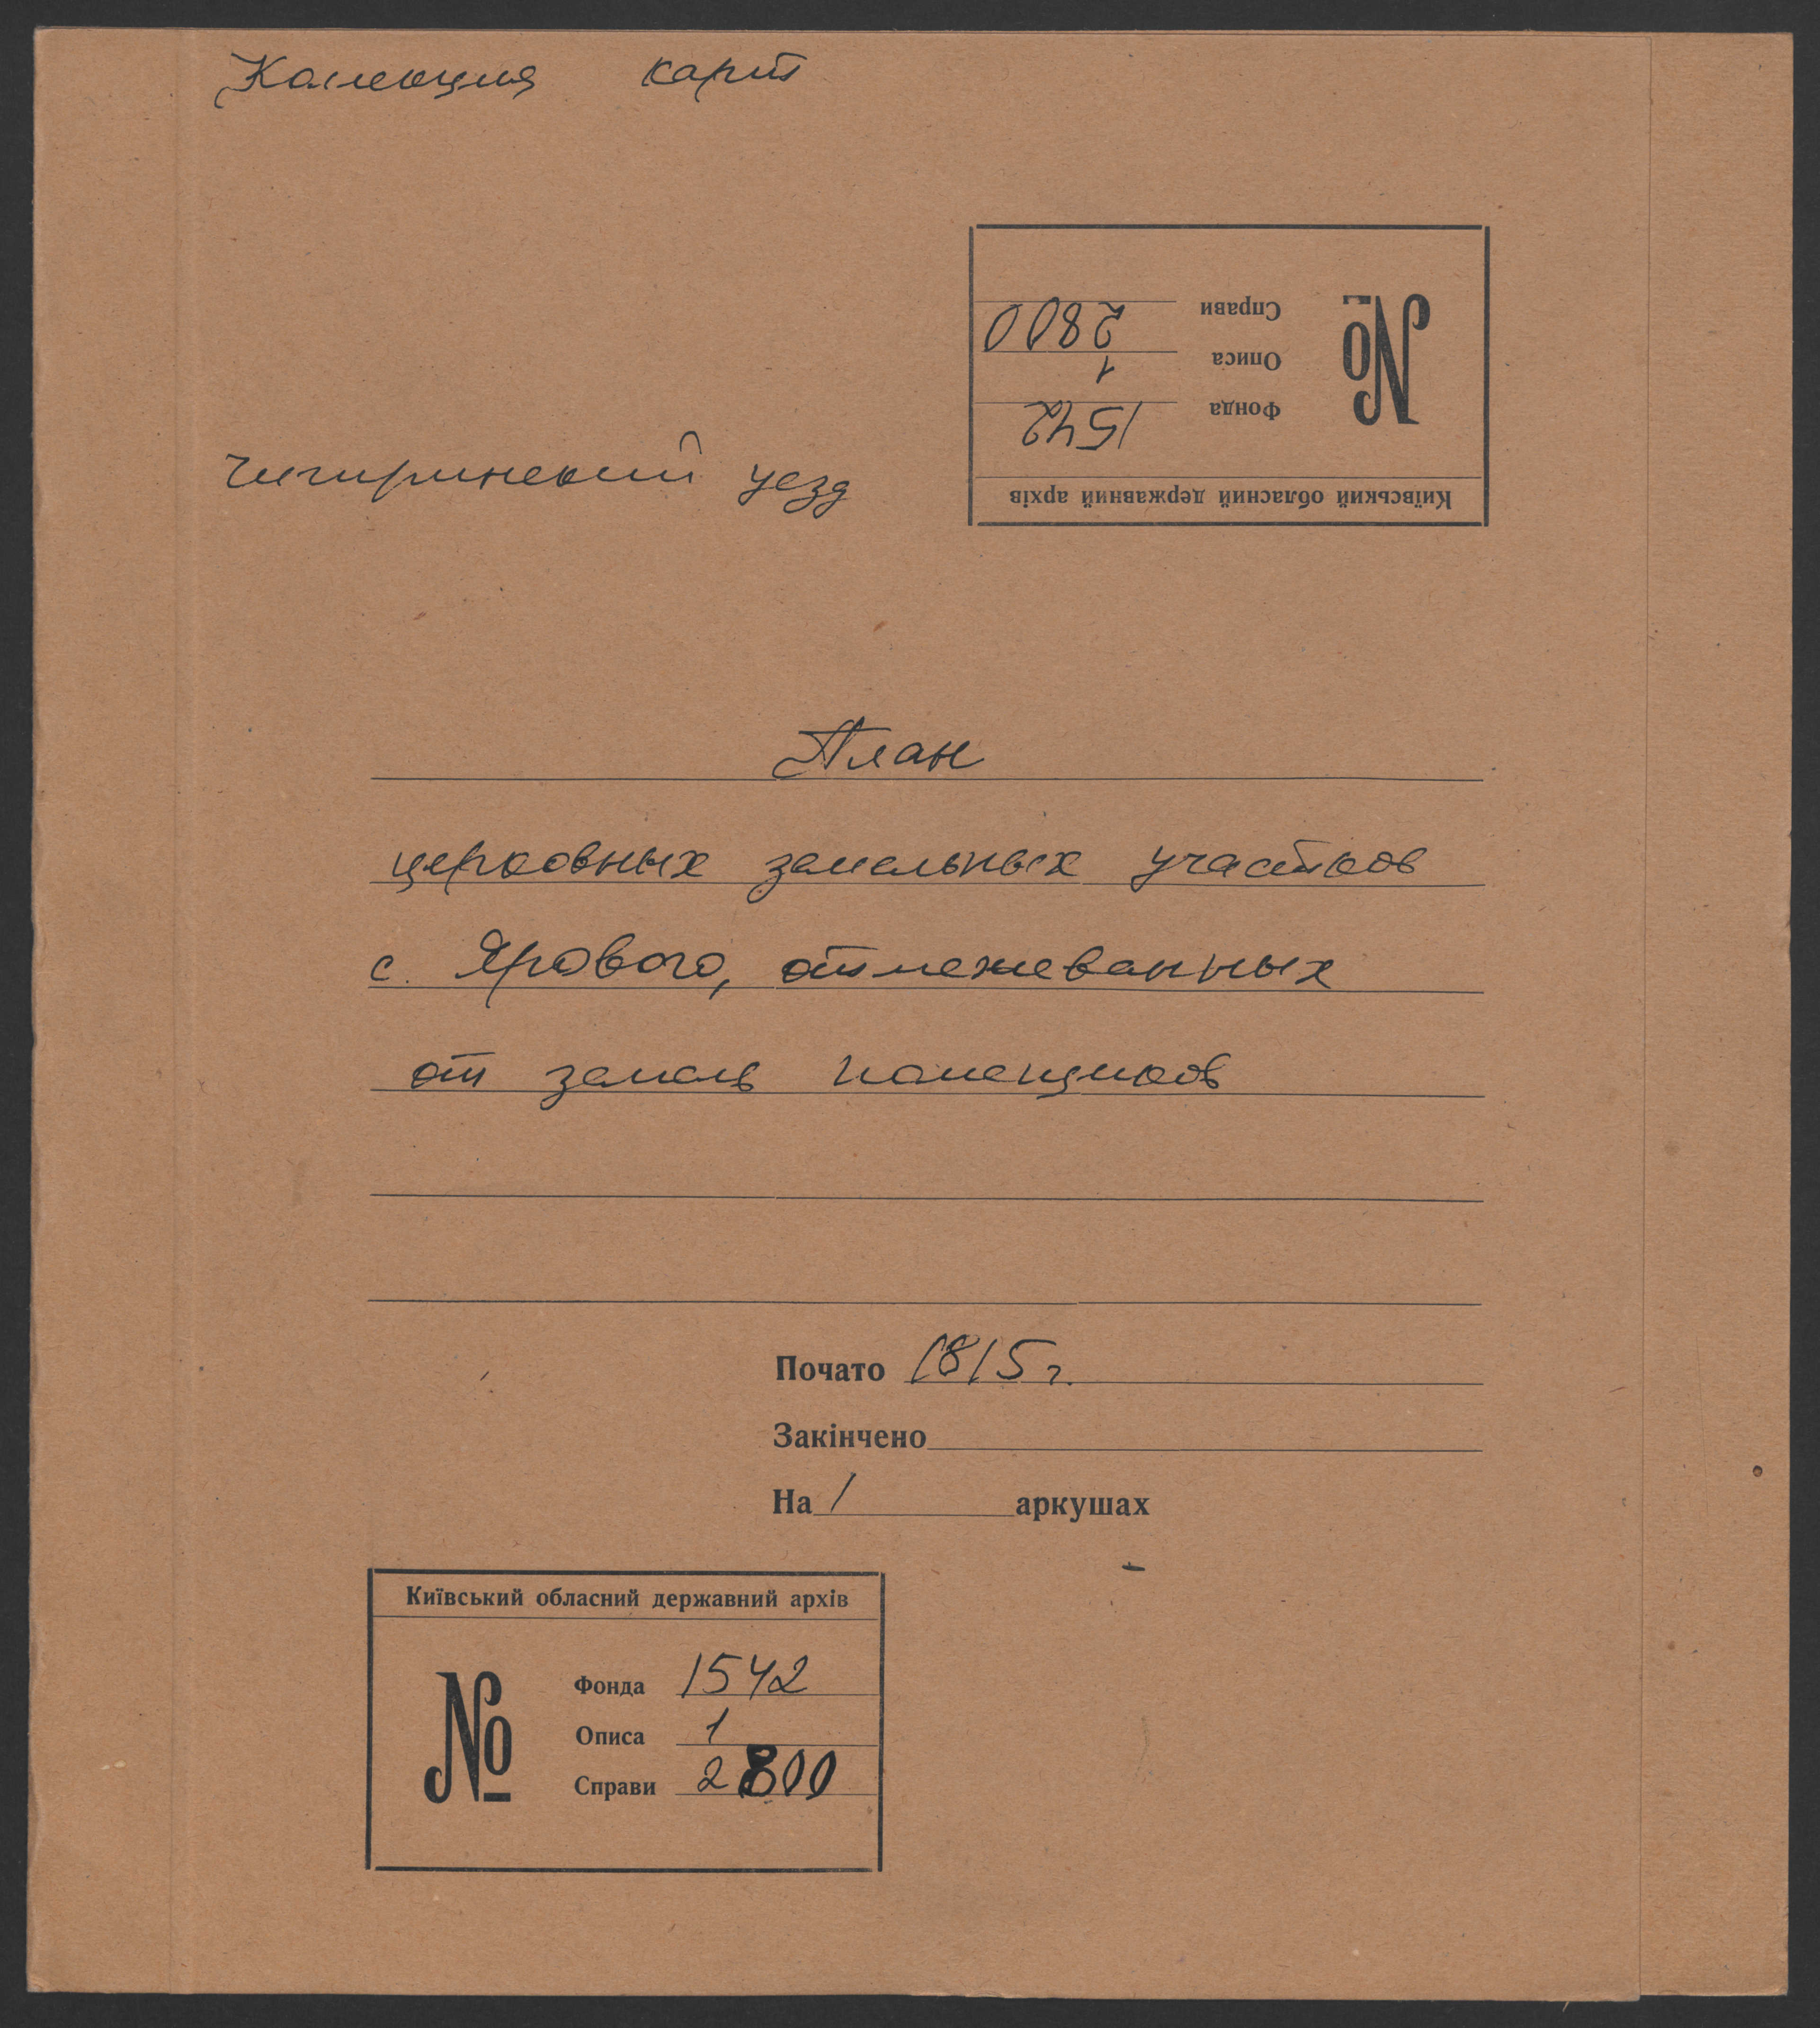 Коллекция карт
Справи 2800
Описа 1
Фонда 1542
№
Київський обласний державний архів
Чигиринский уезд
План
церковных земельных участков
с. Ярового, отмежеванных
от земель помещиков
Почато 1815 г.
Закінчено
На 1 аркушах
Київський обласний державний архів
№
Фонда 1542
Описа 1
Справи 2800